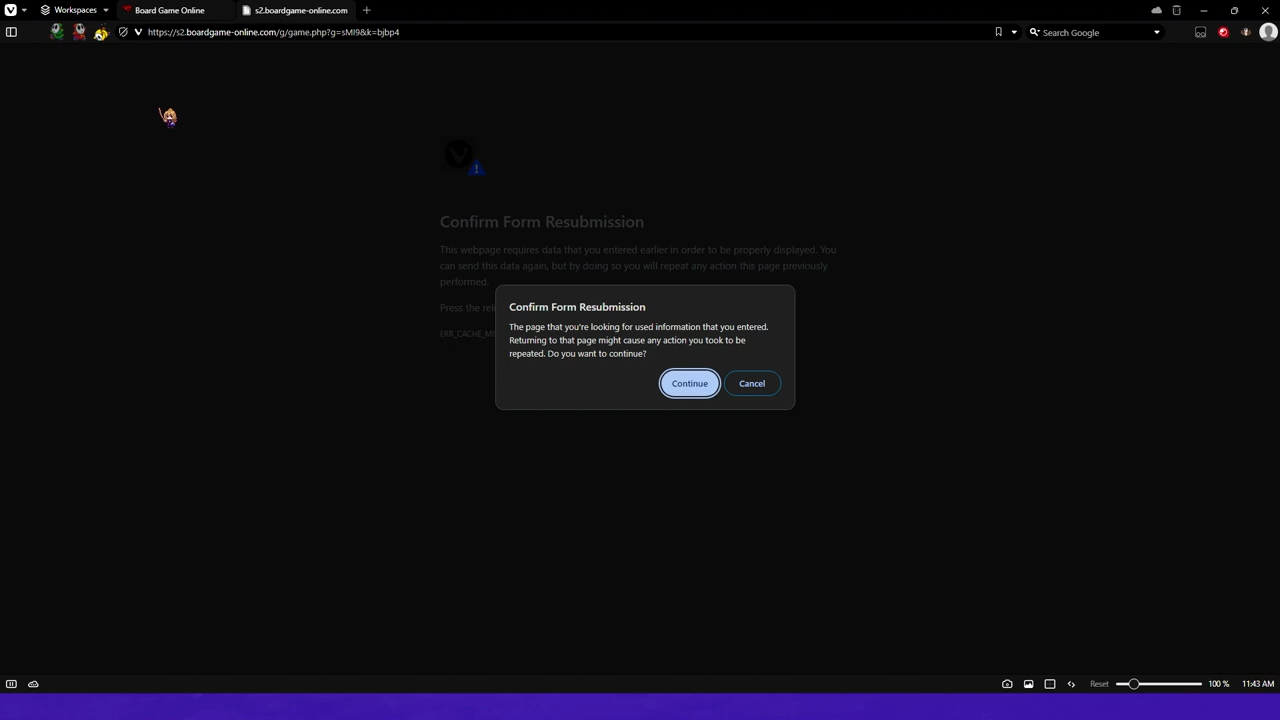 Workspaces
Board Game Online
s2.boardgame-online.com
https://s2.boardgame-online.com/g/game.php?g=sMI9&k=bjbp4
Search Google
Confirm Form Resubmission
This webpage requires data that you entered earlier in order to be properly displayed. You
can send this data again, but by doing so you will repeat any action this page previously
performed.
Press the
Confirm Form Resubmission
The page that you're looking for used information that you entered.
Returning to that page might cause any action you took to be
repeated. Do you want to continue?
Continue
Cancel
Reset
100 %
11:43 AM